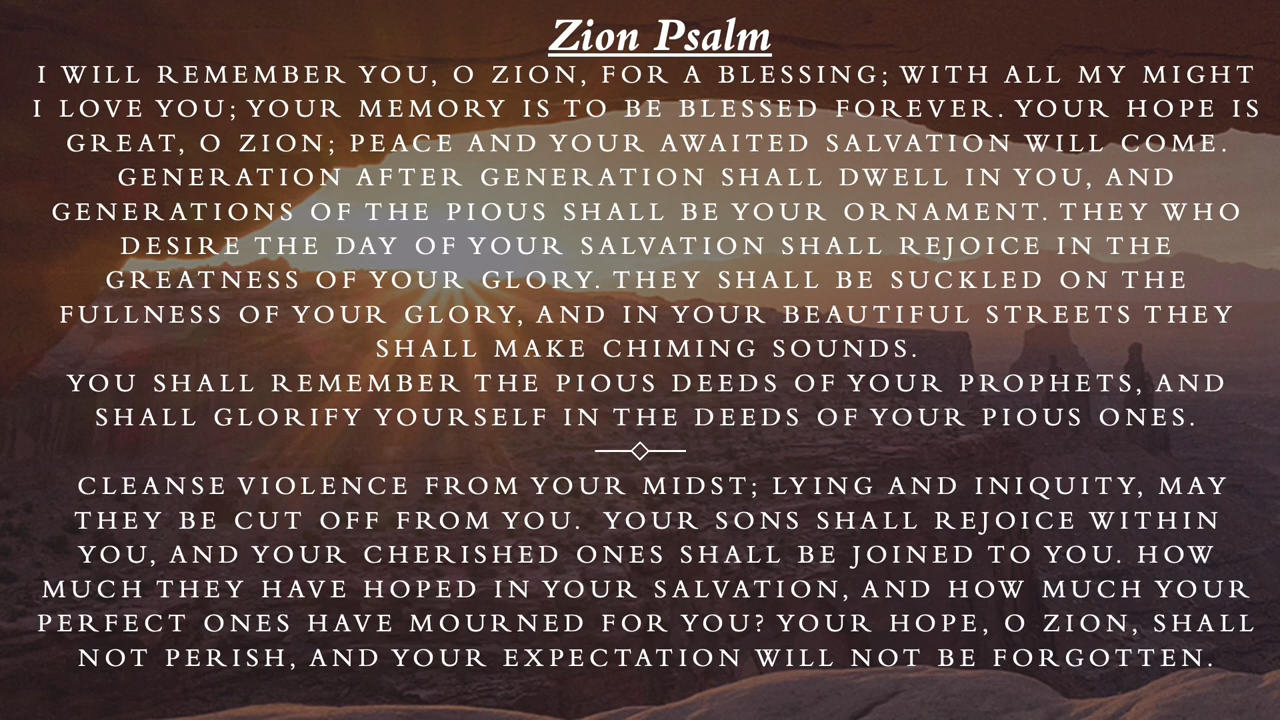 Zion Psalm
I WILL REMEMBER YOU, O ZION, FOR A BLESSING; WITH ALL MY MIGHT
I LOVE YOU; YOUR MEMORY IS TO BE BLESSED FOREVER. YOUR HOPE IS
GREAT, O ZION; PEACE AND YOUR AWAITED SALVATION WILL COME.
GENERATION AFTER GENERATION SHALL DWELL IN YOU, AND
GENERATIONS OF THE PIOUS SHALL BE YOUR ORNAMENT. THEY WHO
DESIRE THE DAY OF YOUR SALVATION SHALL REJOICE IN THE
GREATNESS OF YOUR GLORY. THEY SHALL BE SUCKLED ON THE
FULLNESS OF YOUR GLORY, AND IN YOUR BEAUTIFUL STREETS THEY
SHALL MAKE CHIMING SOUNDS.
YOU SHALL REMEMBER THE PIOUS DEEDS OF YOUR PROPHETS, AND
SHALL GLORIFY YOURSELF IN THE DEEDS OF YOUR PIOUS ONES.
CLEANSE VIOLENCE FROM YOUR MIDST; LYING AND INIQUITY, MAY
THEY BE CUT OFF FROM YOU. YOUR SONS SHALL REJOICE WITHIN
YOU, AND YOUR CHERISHED ONES SHALL BE JOINED TO YOU. HOW
MUCH THEY HAVE HOPED IN YOUR SALVATION, AND HOW MUCH YOUR
PERFECT ONES HAVE MOURNED FOR YOU? YOUR HOPE, O ZION, SHALL
NOT PERISH, AND YOUR EXPECTATION WILL NOT BE FORGOTTEN.